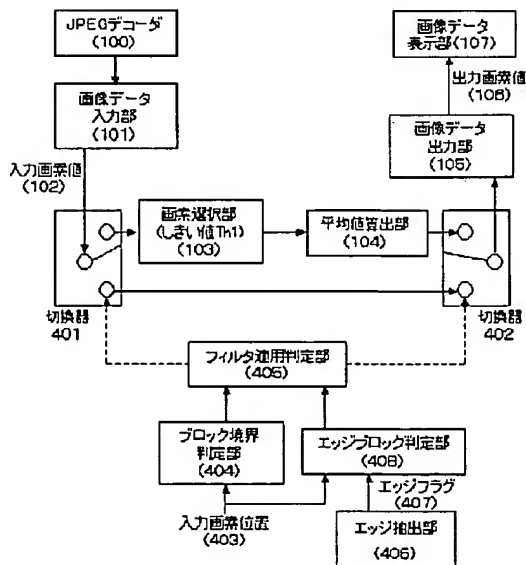 JPEGデコーダ
(100)
画像データ
入力部
(101)
入力画素値
(102)
画素選択部
(しきい値Th1)
(103)
平均値算出部
(104)
画像データ
表示部(107)
出力画素値
(106)
画像データ
出力部
(105)
切換器
401
切換器
402
フィルタ適用判定部
(405)
ブロック境界
判定部
(404)
エッジブロック判定部
(408)
エッジフラグ
(407)
入力画素位置
(403)
エッジ抽出部
(406)